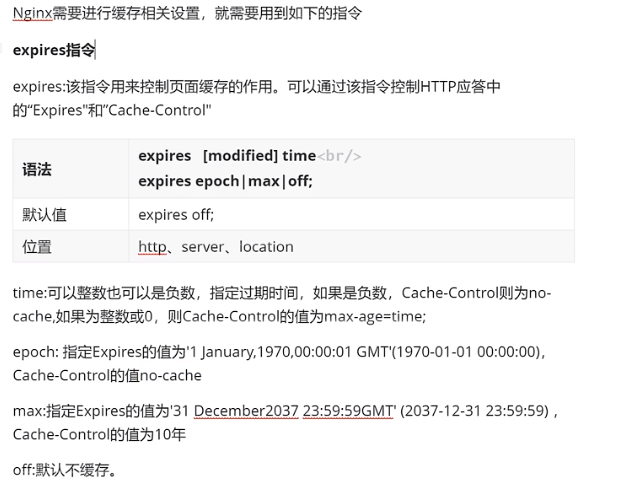 Nginx需要进行缓存相关设置，就需要用到如下的指令
expires指令
expires:该指令用来控制页面缓存的作用。可以通过该指令控制HTTP应答中
的“Expires"和”Cache-Control"
语法
expires [modified] time<br/>
expires epoch|max|off;
默认值
expires off;
位置
http、server、location
time:可以整数也可以是负数，指定过期时间，如果是负数，Cache-Control则为no-
cache,如果为整数或0，则Cache-Control的值为max-age=time;
epoch: 指定Expires的值为'1 January,1970,00:00:01 GMT'(1970-01-01 00:00:00)，
Cache-Control的值no-cache
max:指定Expires的值为'31 December2037 23:59:59GMT' (2037-12-31 23:59:59) ，
Cache-Control的值为10年
off:默认不缓存。